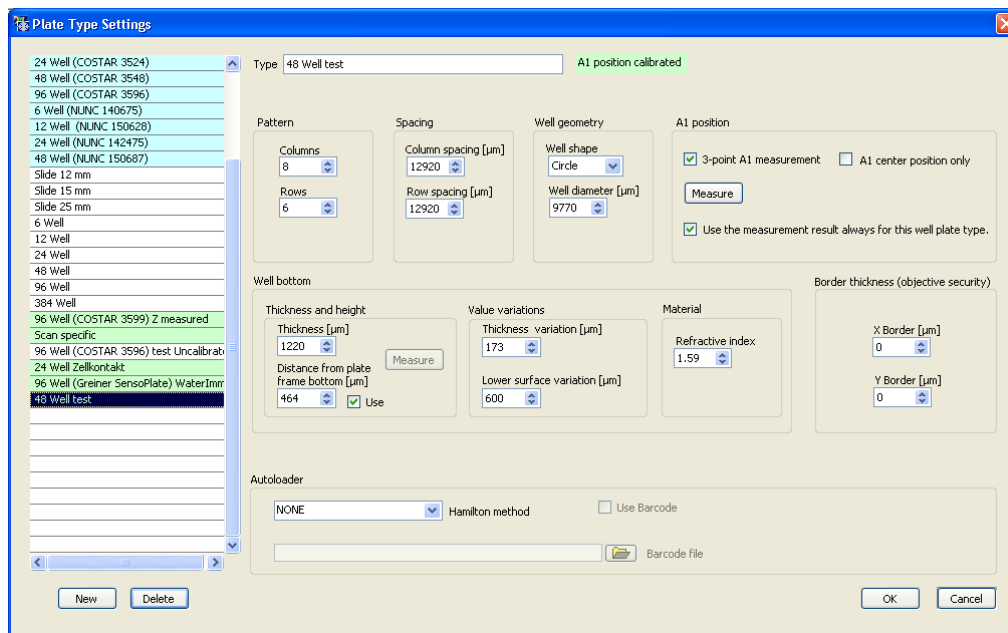 Plate Type Settings
24 Well (COSTAR 3524)
48 Well (COSTAR 3548)
96 Well (COSTAR 3596)
6 Well (NUNC 140675)
12 Well (NUNC 150628)
24 Well (NUNC 142475)
48 Well (NUNC 150687)
Slide 12 mm
Slide 15 mm
Slide 25 mm
6 Well
12 Well
24 Well
48 Well
96 Well
384 Well
96 Well (COSTAR 3599) Z measured
Scan specific
96 Well (COSTAR 3596) test Uncalibrat
24 Well Zellkontakt
96 Well (Greiner SensoPlate) WaterImm
48 Well test
New
Delete
Type
48 Well test
A1 position calibrated
Pattern
Columns
8
Rows
6
Spacing
Column spacing [µm]
12920
Row spacing [µm]
12920
Well geometry
Well shape
Circle
Well diameter [µm]
9770
A1 position
3-point A1 measurement
A1 center position only
Measure
Use the measurement result always for this well plate type.
Well bottom
Thickness and height
Thickness [µm]
1220
Measure
Distance from plate
frame bottom [µm]
464
Use
Value variations
Thickness variation [µm]
173
Lower surface variation [µm]
600
Material
Refractive index
1.59
Border thickness (objective security)
X Border [µm]
0
Y Border [µm]
0
Autoloader
NONE
Hamilton method
Use Barcode
Barcode file
OK
Cancel